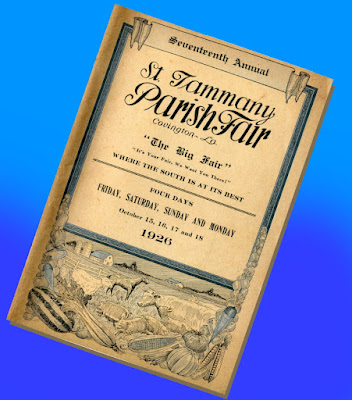 Seventeenth Annual
St. Tammany
Parish Fair
Covington - La.
"The Big Fair"
"It's Your Fair, We Want You There!"
WHERE THE SOUTH IS AT ITS BEST
FOUR DAYS
FRIDAY, SATURDAY, SUNDAY AND MONDAY
October 15, 16, 17 and 18
1926